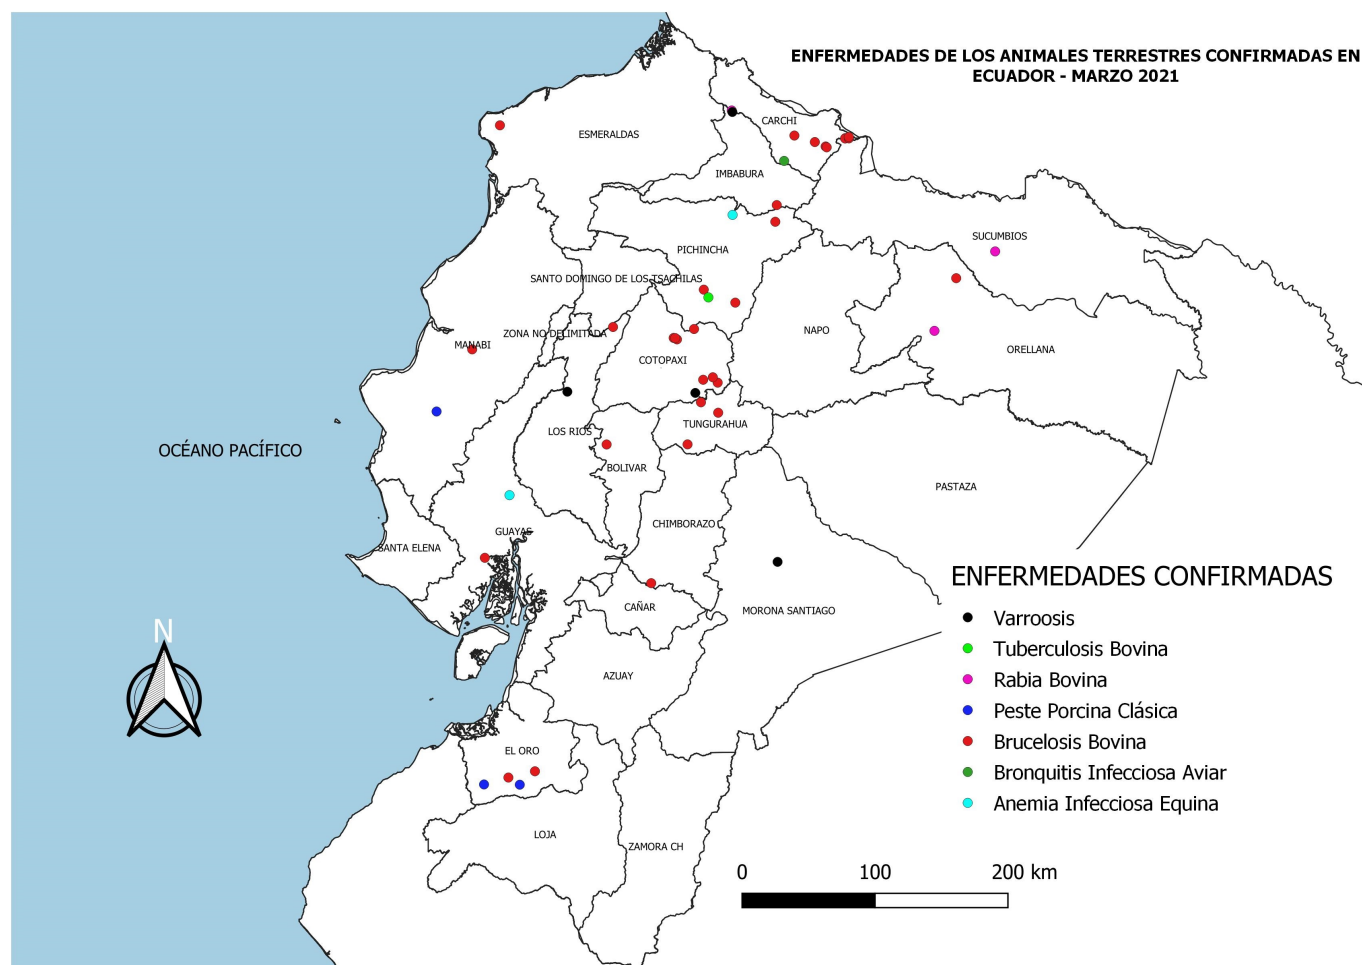 ENFERMEDADES DE LOS ANIMALES TERRESTRES CONFIRMADAS EN
ECUADOR - MARZO 2021
CARCHI
ESMERALDAS
IMBABURA
SUCUMBIOS
PICHINCHA
SANTO DOMINGO DE LOS TSACHILAS
ZONA NO DELIMITADA
NAPO
MANABI
ORELLANA
COTOPAXI
TUNGURAHUA
LOS RIOS
OCÉANO PACÍFICO
BOLIVAR
PASTAZA
CHIMBORAZO
GUAYAS
SANTA ELENA
CAÑAR
MORONA SANTIAGO
AZUAY
EL ORO
LOJA
ZAMORA CH
N
ENFERMEDADES CONFIRMADAS
Varroosis
Tuberculosis Bovina
Rabia Bovina
Peste Porcina Clásica
Brucelosis Bovina
Bronquitis Infecciosa Aviar
Anemia Infecciosa Equina
0 100 200 km